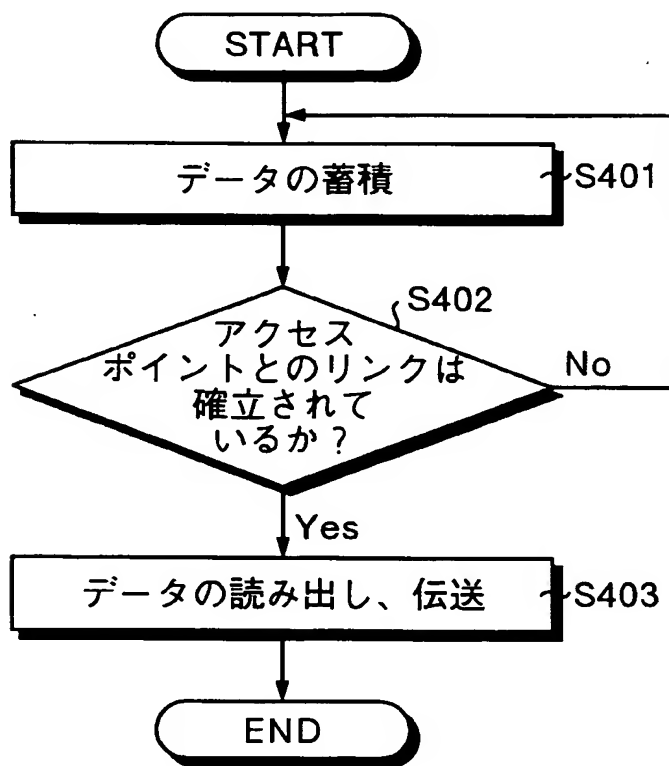 START
データの蓄積
S401
S402
アクセス
ポイントとのリンクは
確立されて
いるか?
No
Yes
データの読み出し、伝送
S403
END